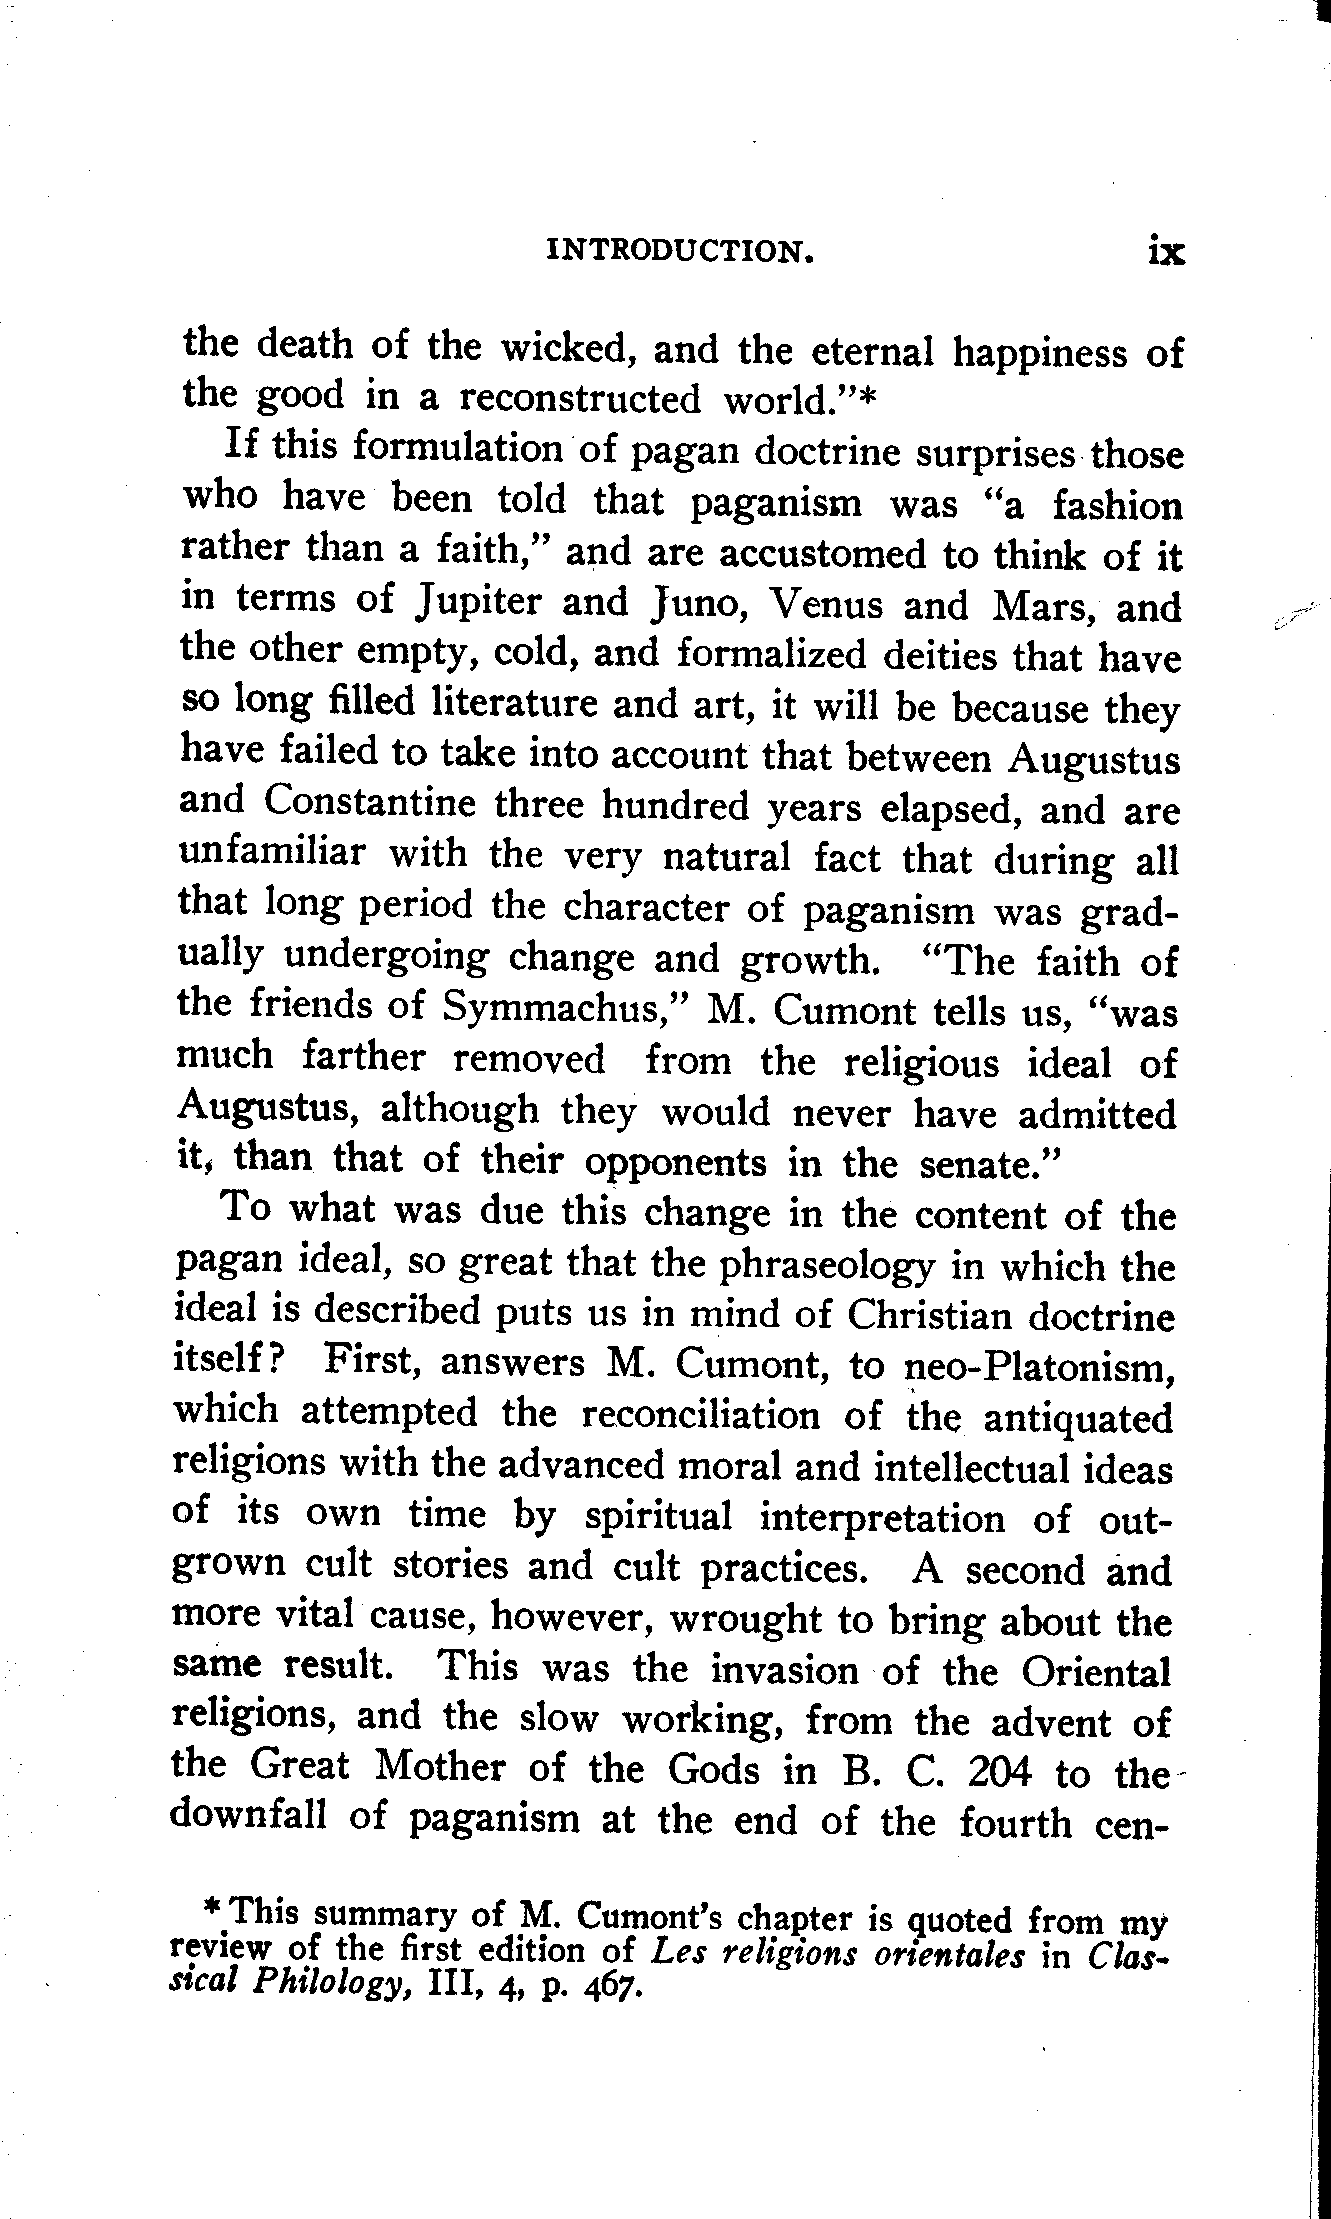 INTRODUCTION. ix
the death of the wicked, and the eternal happiness of
the good in a reconstructed world."*
If this formulation of pagan doctrine surprises those
who have been told that paganism was "a fashion
rather than a faith," and are accustomed to think of it
in terms of Jupiter and Juno, Venus and Mars, and
the other empty, cold, and formalized deities that have
so long filled literature and art, it will be because they
have failed to take into account that between Augustus
and Constantine three hundred years elapsed, and are
unfamiliar with the very natural fact that during all
that long period the character of paganism was grad-
ually undergoing change and growth. "The faith of
the friends of Symmachus," M. Cumont tells us, "was
much farther removed from the religious ideal of
Augustus, although they would never have admitted
it, than that of their opponents in the senate."
To what was due this change in the content of the
pagan ideal, so great that the phraseology in which the
ideal is described puts us in mind of Christian doctrine
itself? First, answers M. Cumont, to neo-Platonism,
which attempted the reconciliation of the antiquated
religions with the advanced moral and intellectual ideas
of its own time by spiritual interpretation of out-
grown cult stories and cult practices. A second and
more vital cause, however, wrought to bring about the
same result. This was the invasion of the Oriental
religions, and the slow working, from the advent of
the Great Mother of the Gods in B. C. 204 to the
downfall of paganism at the end of the fourth cen-
* This summary of M. Cumont's chapter is quoted from my
review of the first edition of Les religions orientales in Clas-
sical Philology, III, 4, p. 467.